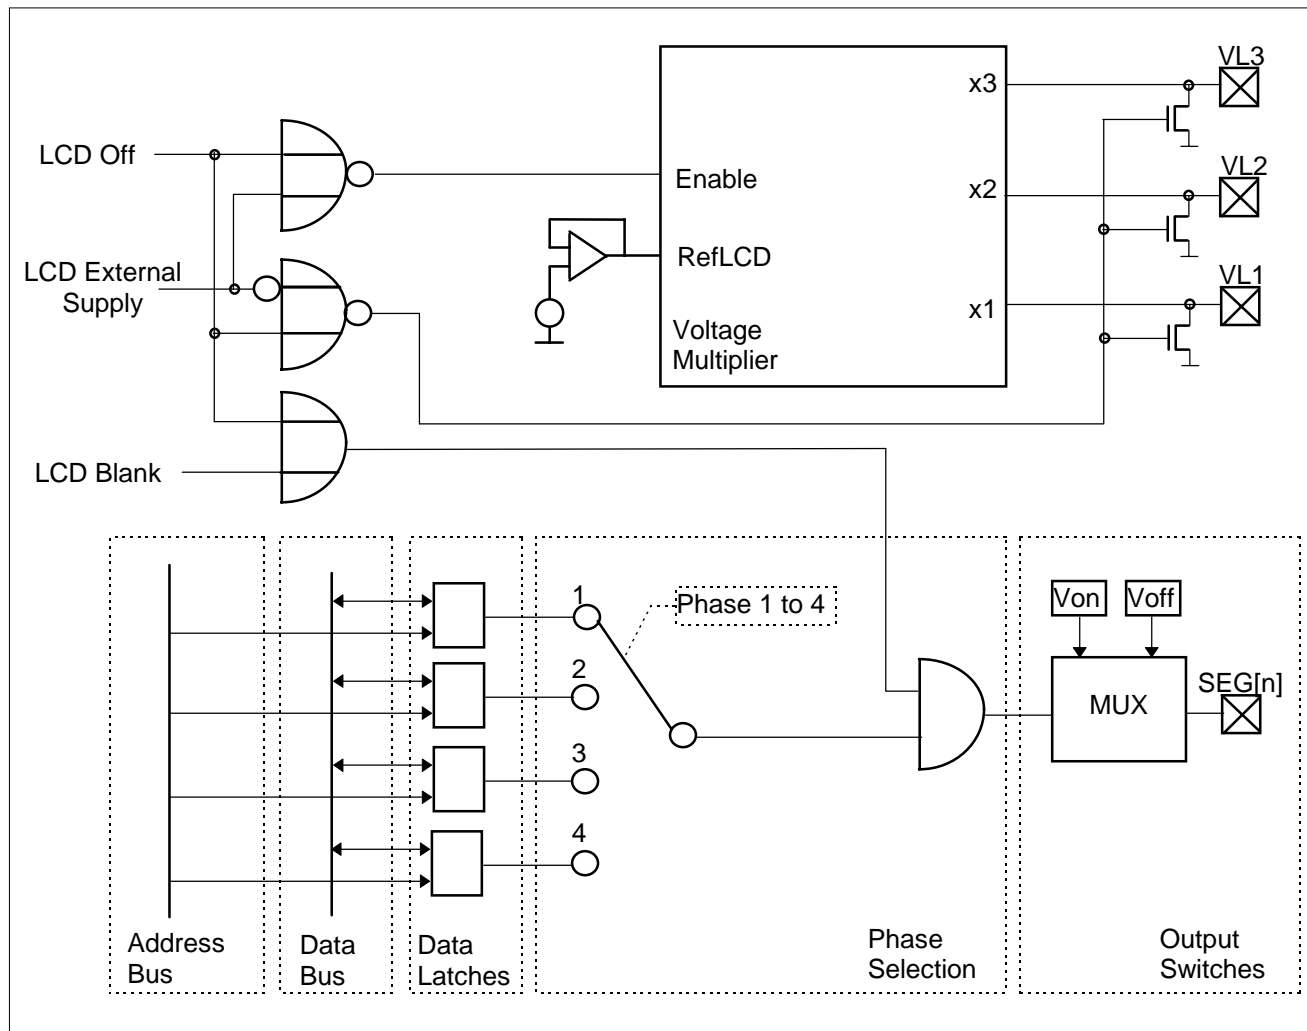 VL3
x3
LCD Off
VL2
Enable
x2
RefLCD
LCD External
Supply
VL1
x1
Voltage
Multiplier
LCD Blank
1
Phase 1 to 4
Von
Voff
2
SEG[n]
MUX
3
4
Address
Bus
Data
Bus
Data
Latches
Phase
Selection
Output
Switches